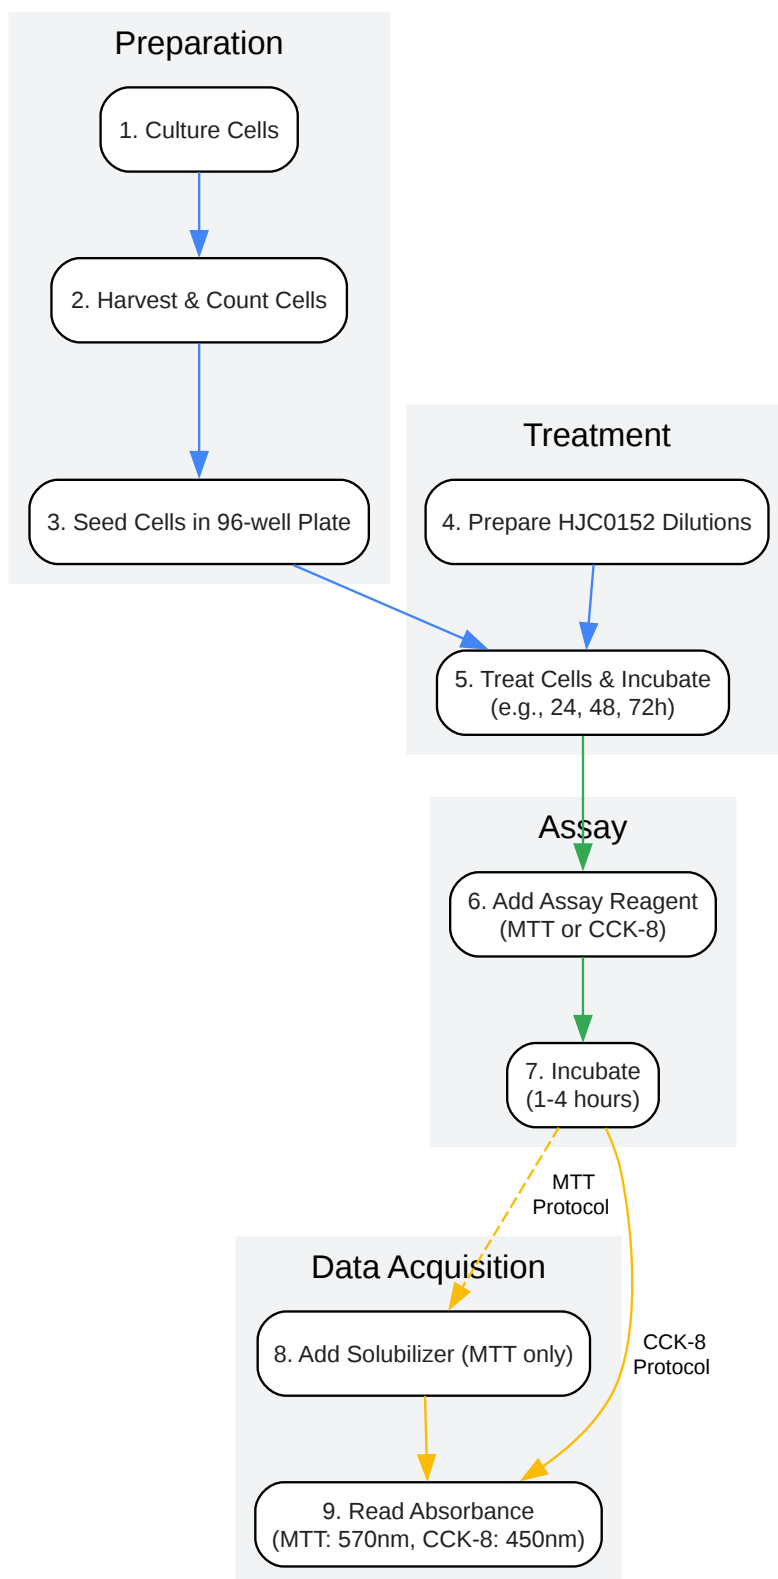 Preparation
1. Culture Cells
2. Harvest & Count Cells
3. Seed Cells in 96-well Plate
Treatment
4. Prepare HJC0152 Dilutions
5. Treat Cells & Incubate
(e.g., 24, 48, 72h)
Assay
6. Add Assay Reagent
(MTT or CCK-8)
7. Incubate
(1-4 hours)
MTT
Protocol
CCK-8
Protocol
Data Acquisition
8. Add Solubilizer (MTT only)
9. Read Absorbance
(MTT: 570nm, CCK-8: 450nm)